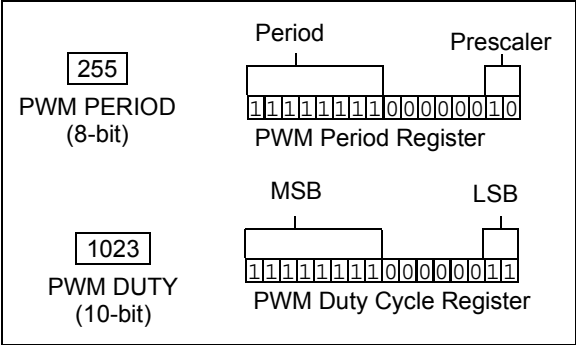 Period
Prescaler
255
PWM PERIOD
(8-bit)
1111111100000010
PWM Period Register
MSB
LSB
1023
PWM DUTY
(10-bit)
1111111100000011
PWM Duty Cycle Register